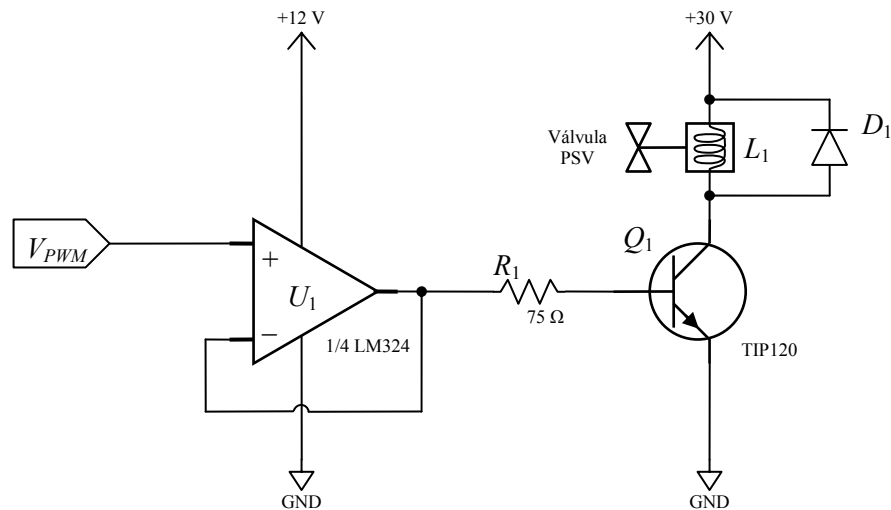 +12 V
+30 V
Válvula
PSV
L1
D1
VPWM
+
U1
−
1/4 LM324
R1
75 Ω
Q1
TIP120
GND
GND